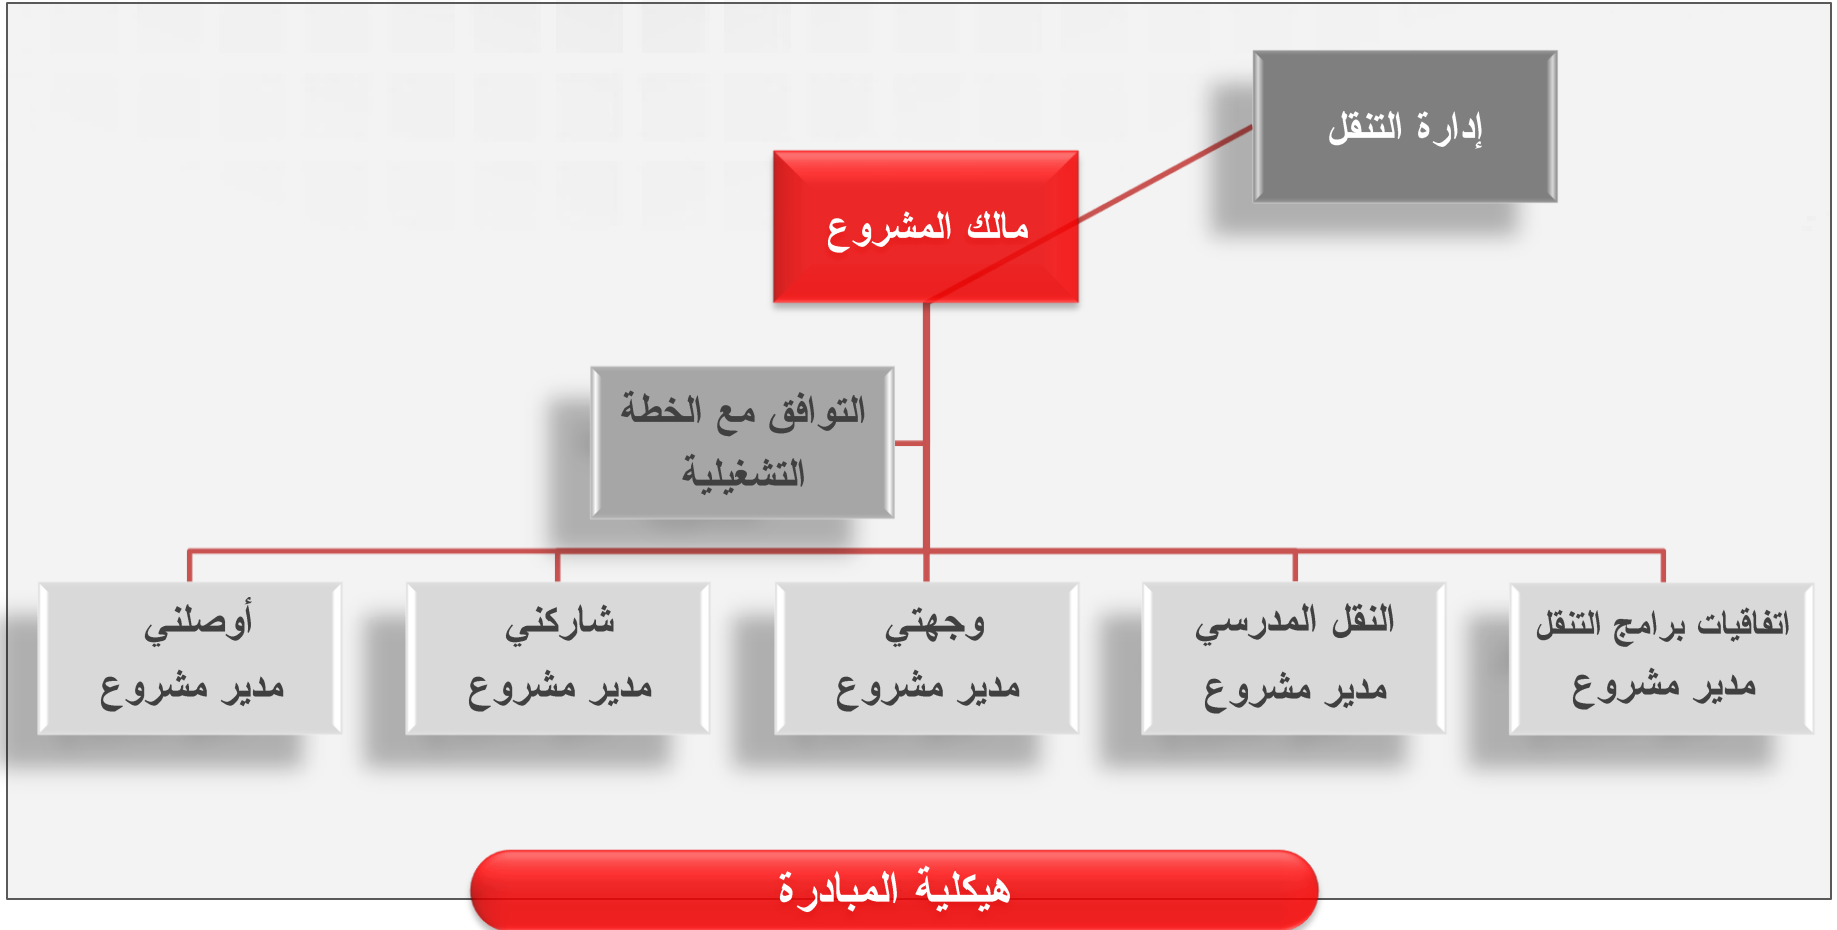 إدارة التنقل
مالك المشروع
التوافق مع الخطة
التشغيلية
اتفاقيات برامج التنقل
مدير مشروع
النقل المدرسي
مدير مشروع
وجهتي
مدير مشروع
شاركني
مدير مشروع
أوصلني
مدير مشروع
هيكلية المبادرة